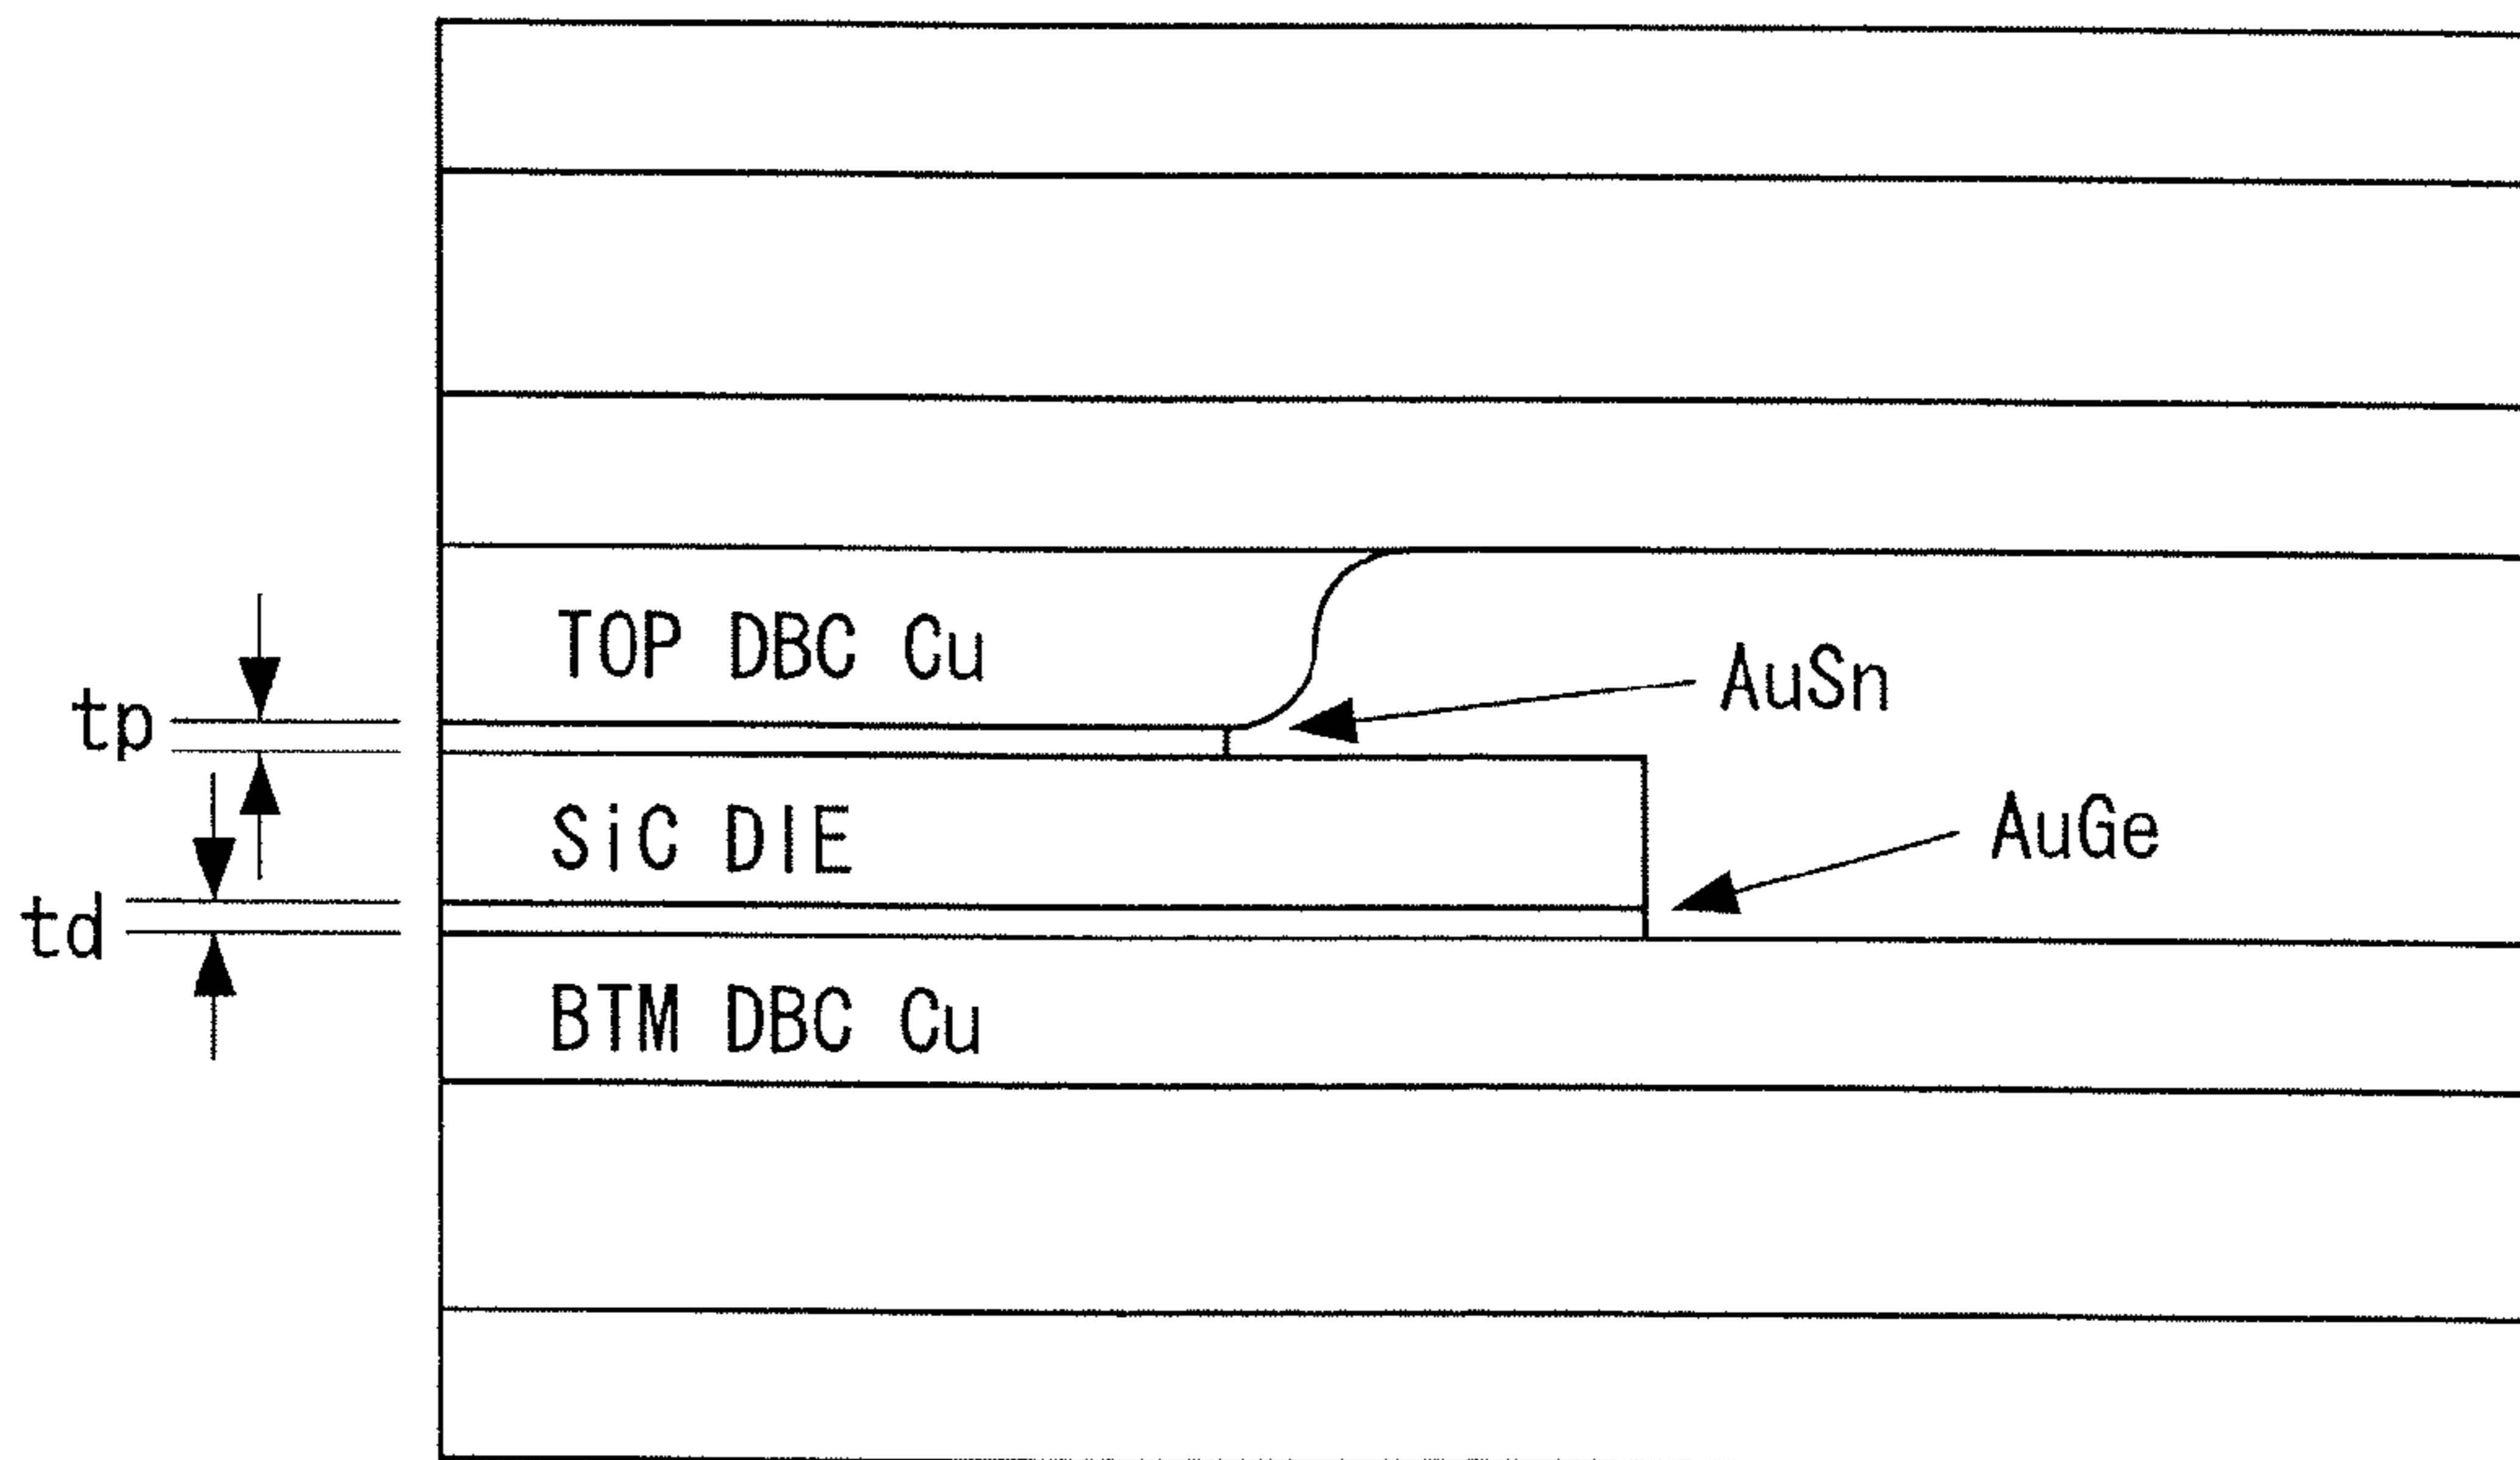 TOP DBC Cu
AuSn
tp
SiC DIE
AuGe
td
BTM DBC Cu